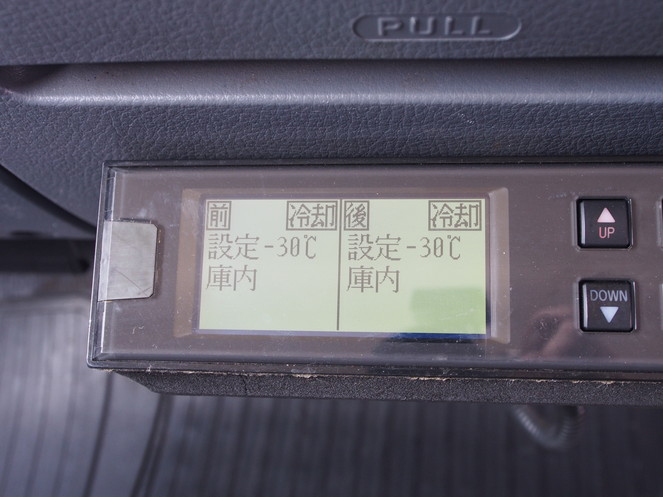 PULL
前 冷却 後 冷却
設定-30℃ 設定-30℃
庫内 庫内
UP
DOWN